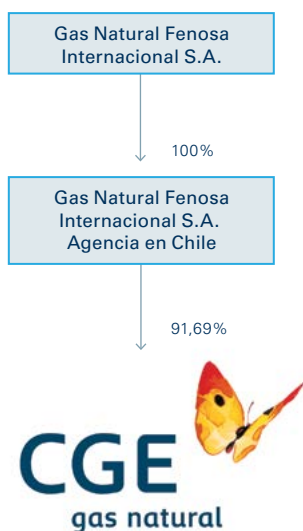 Gas Natural Fenosa
Internacional S.A.
100%
Gas Natural Fenosa
Internacional S.A.
Agencia en Chile
91,69%
CGE
gas natural